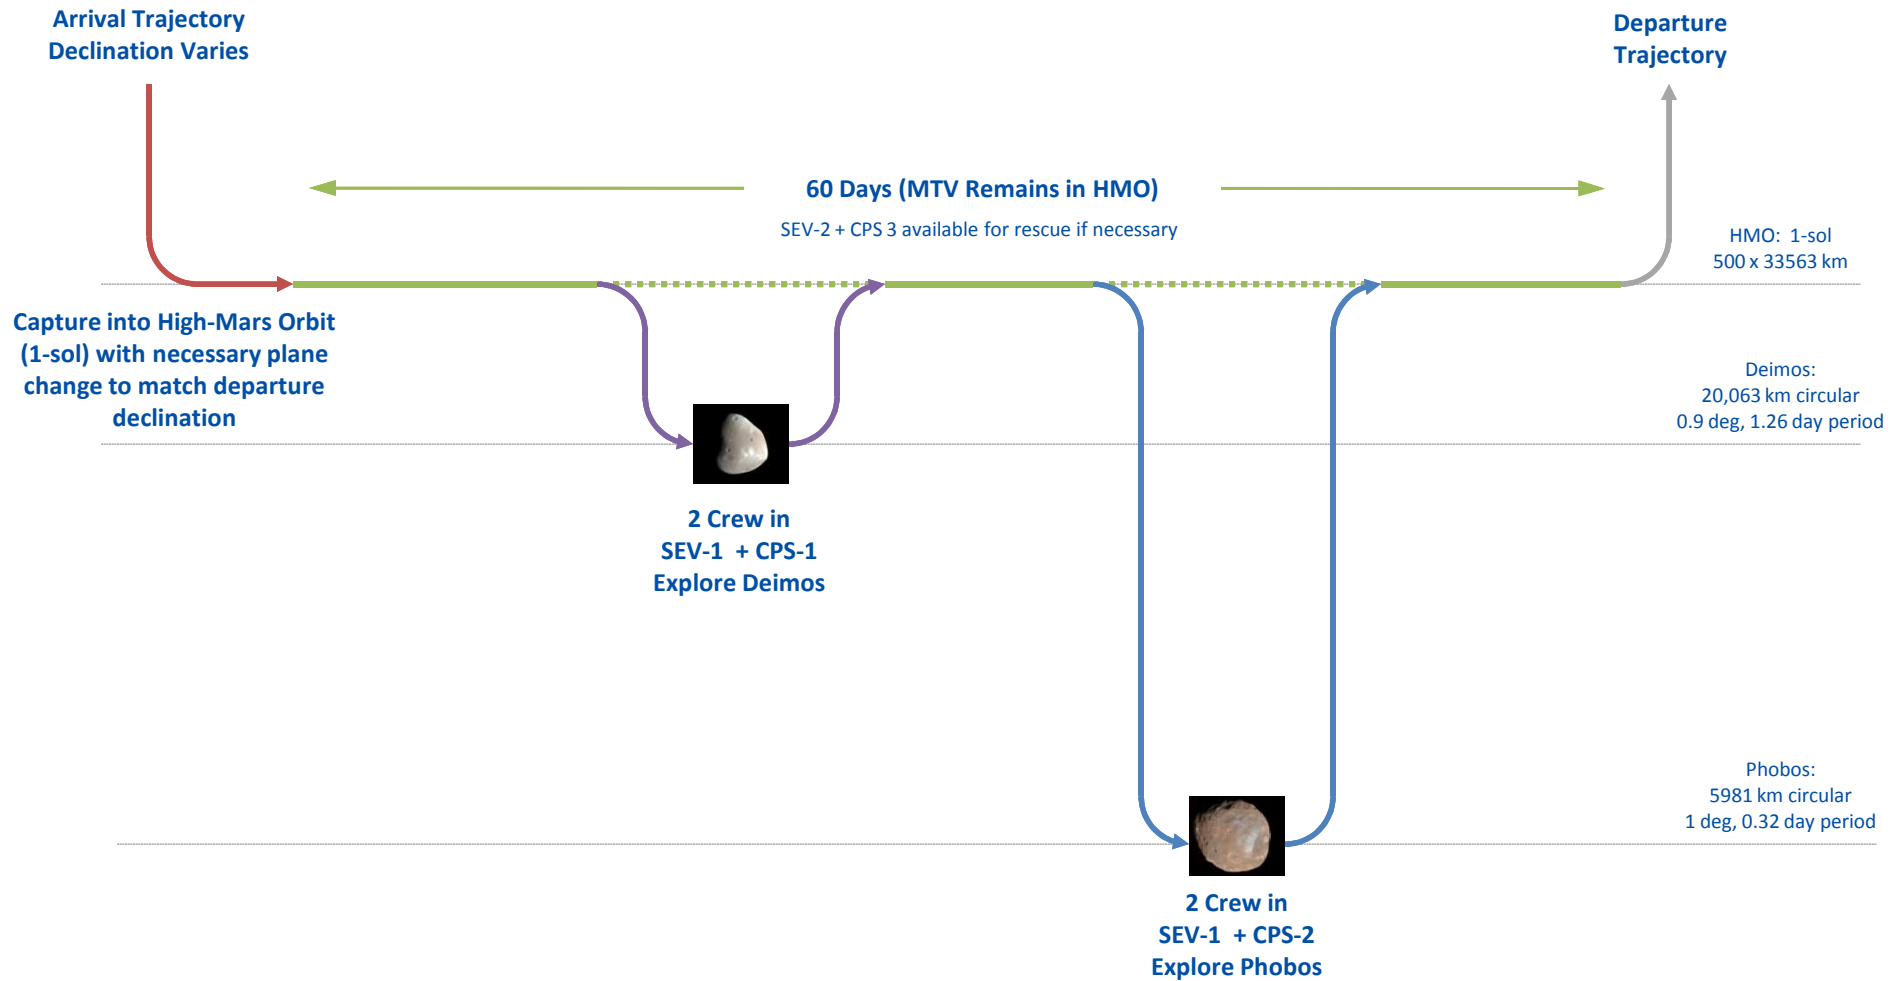 Arrival Trajectory
Declination Varies
Departure
Trajectory
60 Days (MTV Remains in HMO)
SEV-2 + CPS 3 available for rescue if necessary
HMO: 1-sol
500 x 33563 km
Capture into High-Mars Orbit
(1-sol) with necessary plane
change to match departure
declination
Deimos:
20,063 km circular
0.9 deg, 1.26 day period
2 Crew in
SEV-1 + CPS-1
Explore Deimos
Phobos:
5981 km circular
1 deg, 0.32 day period
2 Crew in
SEV-1 + CPS-2
Explore Phobos